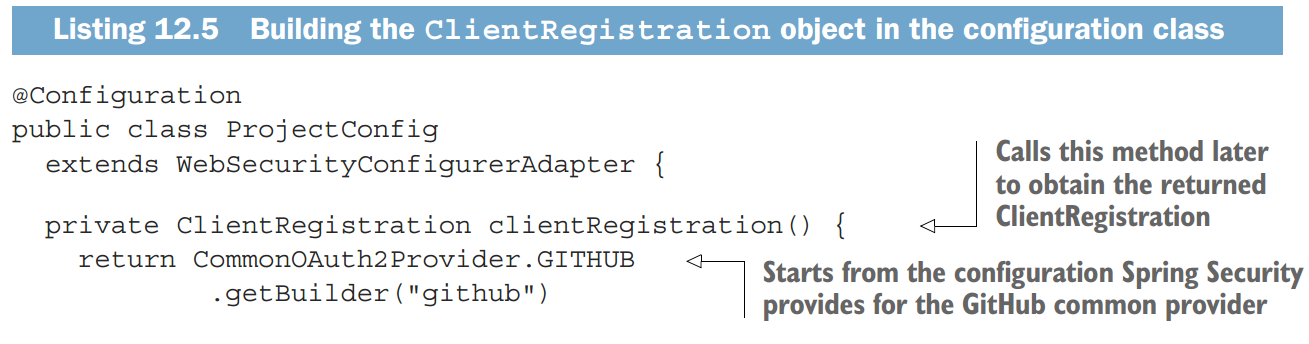 Listing 12.5 Building the ClientRegistration object in the configuration class
@Configuration
public class ProjectConfig
extends WebSecurityConfigurerAdapter {
private ClientRegistration clientRegistration() {
return CommonOAuth2Provider.GITHUB
.getBuilder("github")
Calls this method later
to obtain the returned
ClientRegistration
Starts from the configuration Spring Security
provides for the GitHub common provider